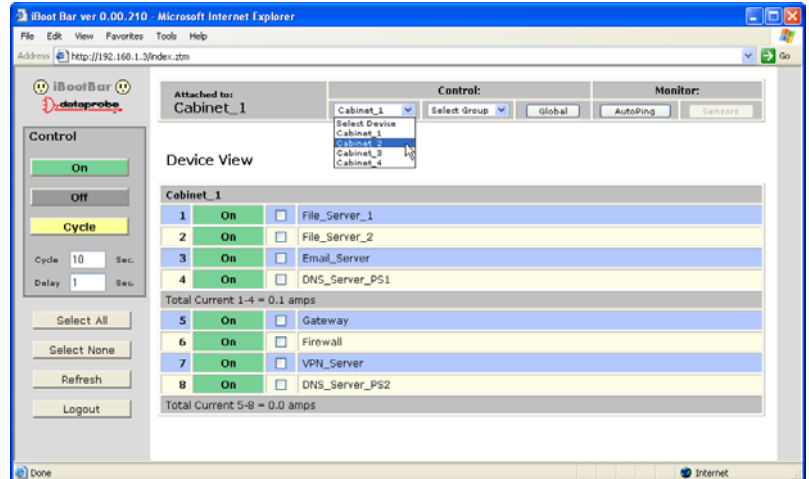 iBoot Bar ver 0.00.210 - Microsoft Internet Explorer
File Edit View Favorites Tools Help
Address http://192.168.1.3/index.ztm Go
iBootBar
dataprobe
Attached to:
Cabinet_1
Control:
Cabinet_1 Select Group Global
Monitor:
AutoPing Sensors
Select Device
Cabinet_1
Cabinet_2
Cabinet_3
Cabinet_4
Control
On
Off
Cycle
Cycle 10 Sec.
Delay 1 Sec.
Select All
Select None
Refresh
Logout
Device View
Cabinet_1
1 On File_Server_1
2 On File_Server_2
3 On Email_Server
4 On DNS_Server_PS1
Total Current 1-4 = 0.1 amps
5 On Gateway
6 On Firewall
7 On VPN_Server
8 On DNS_Server_PS2
Total Current 5-8 = 0.0 amps
Done Internet